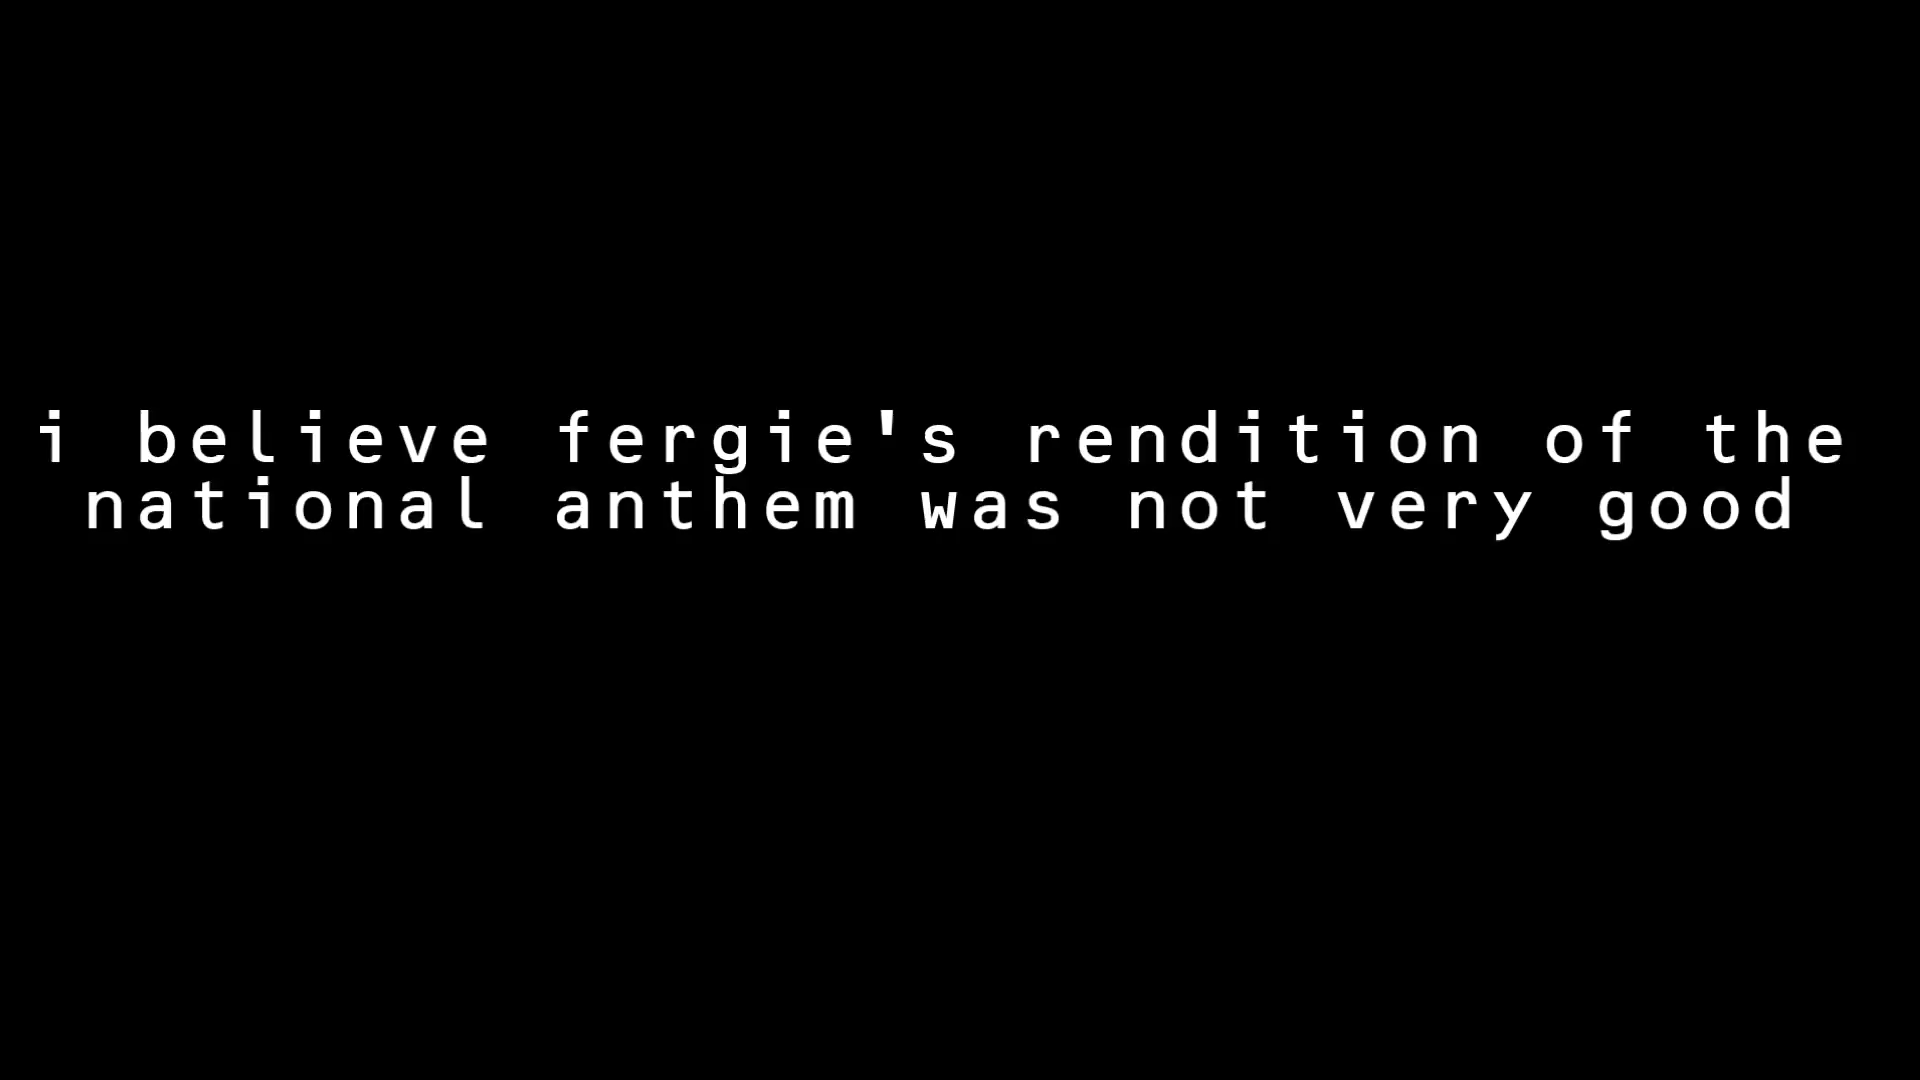 i believe fergie's rendition of the
national anthem was not very good